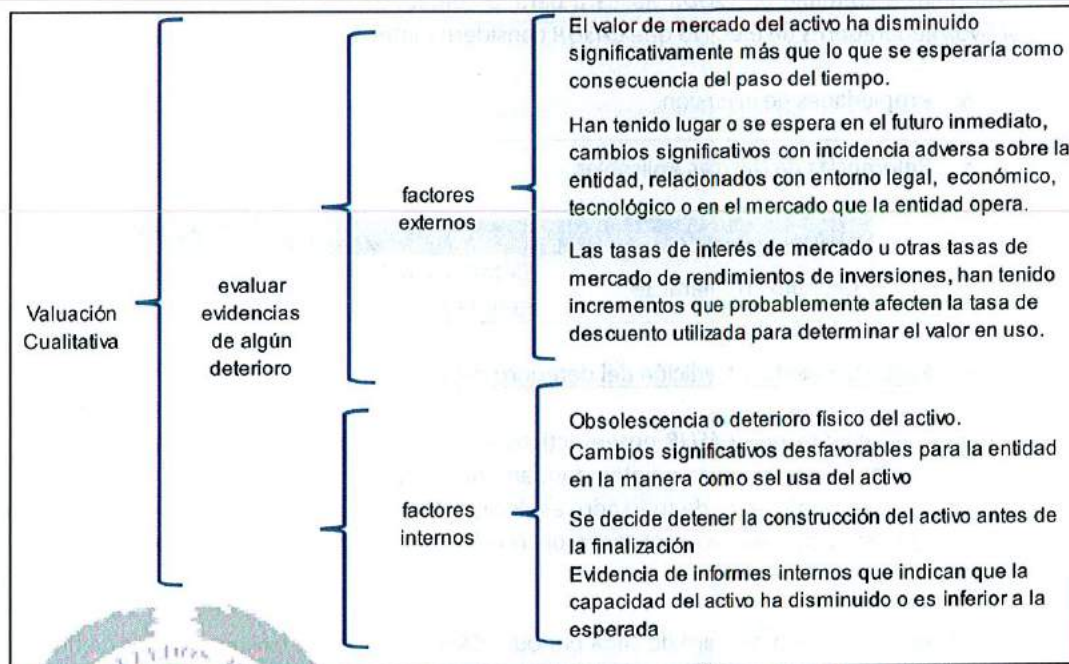 El valor de mercado del activo ha disminuido
significativamente más que lo que se esperaría como
consecuencia del paso del tiempo.
Han tenido lugar o se espera en el futuro inmediato,
cambios significativos con incidencia adversa sobre la
entidad, relacionados con entorno legal, económico,
tecnológico o en el mercado que la entidad opera.
Las tasas de interés de mercado u otras tasas de
mercado de rendimientos de inversiones, han tenido
incrementos que probablemente afecten la tasa de
descuento utilizada para determinar el valor en uso.
factores
externos
Valuación
Cualitativa
evaluar
evidencias
de algún
deterioro
Obsolescencia o deterioro físico del activo.
Cambios significativos desfavorables para la entidad
en la manera como sel usa del activo
Se decide detener la construcción del activo antes de
la finalización
Evidencia de informes internos que indican que la
capacidad del activo ha disminuido o es inferior a la
esperada
factores
internos